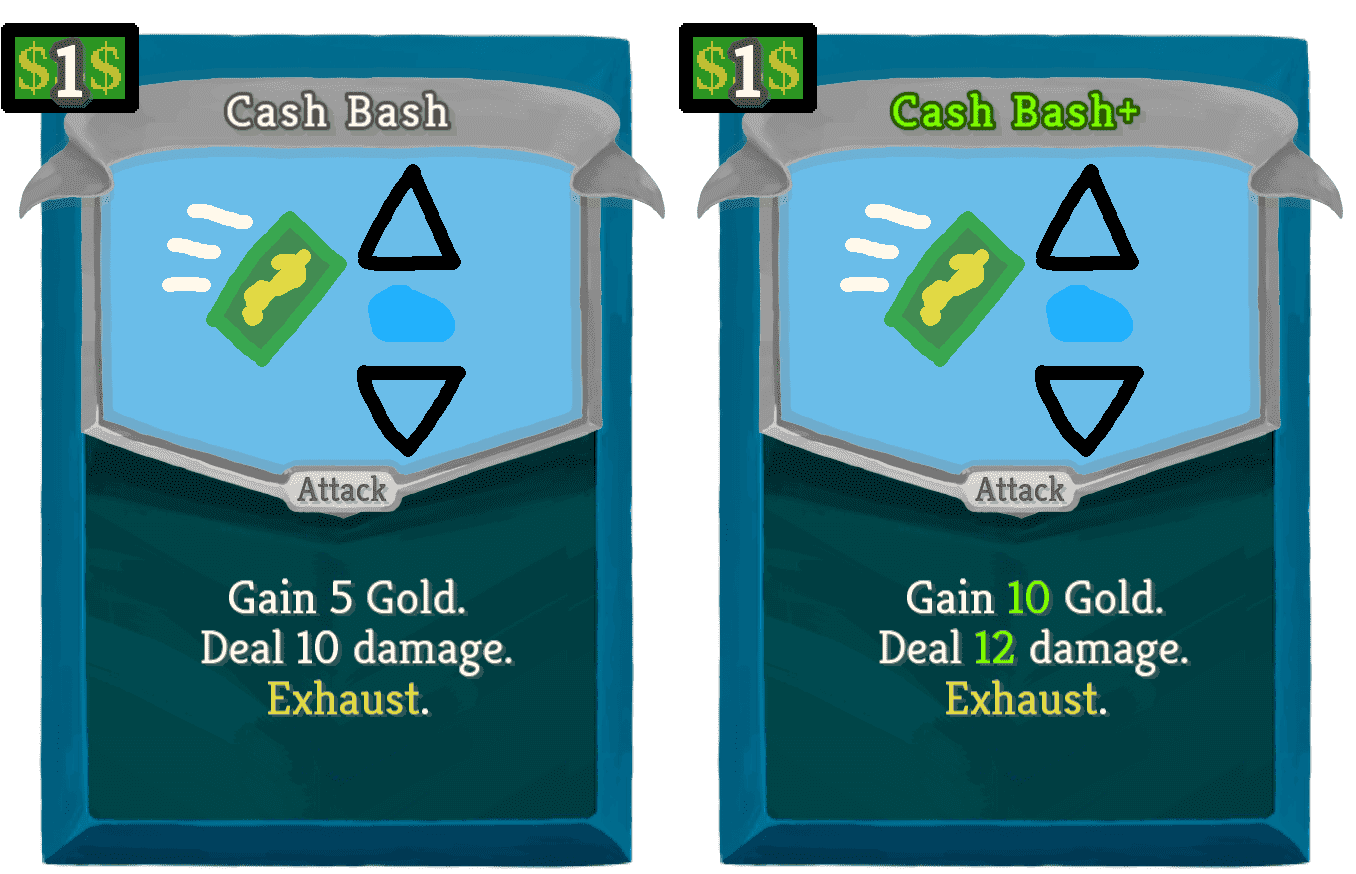 $1$
Cash Bash
Attack
Gain 5 Gold.
Deal 10 damage.
Exhaust.
$1$
Cash Bash+
Attack
Gain 10 Gold.
Deal 12 damage.
Exhaust.